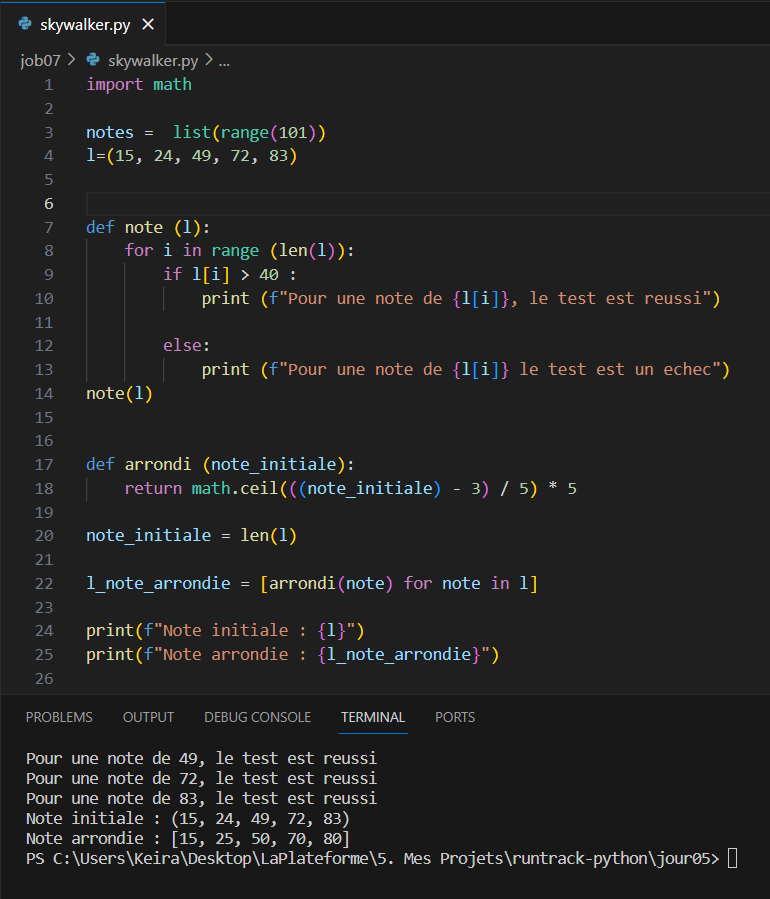 skywalker.py
job07 > skywalker.py > ...
1 import math
2
3 notes =  list(range(101))
4 l=(15, 24, 49, 72, 83)
5
6
7 def note (l):
8     for i in range (len(l)):
9         if l[i] > 40 :
10             print (f"Pour une note de {l[i]}, le test est reussi")
11
12         else:
13             print (f"Pour une note de {l[i]} le test est un echec")
14 note(l)
15
16
17 def arrondi (note_initiale):
18     return math.ceil(((note_initiale) - 3) / 5) * 5
19
20 note_initiale = len(l)
21
22 l_note_arrondie = [arrondi(note) for note in l]
23
24 print(f"Note initiale : {l}")
25 print(f"Note arrondie : {l_note_arrondie}")
26
PROBLEMS OUTPUT DEBUG CONSOLE TERMINAL PORTS
Pour une note de 49, le test est reussi
Pour une note de 72, le test est reussi
Pour une note de 83, le test est reussi
Note initiale : (15, 24, 49, 72, 83)
Note arrondie : [15, 25, 50, 70, 80]
PS C:\Users\Keira\Desktop\LaPlateforme\5. Mes Projets\runtrack-python\jour05>